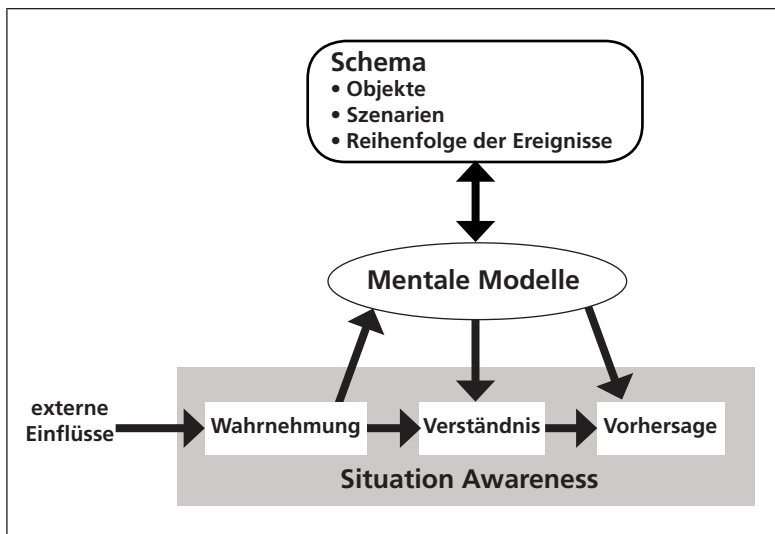 Schema
• Objekte
• Szenarien
• Reihenfolge der Ereignisse
Mentale Modelle
externe
Einflüsse
Wahrnehmung
Verständnis
Vorhersage
Situation Awareness